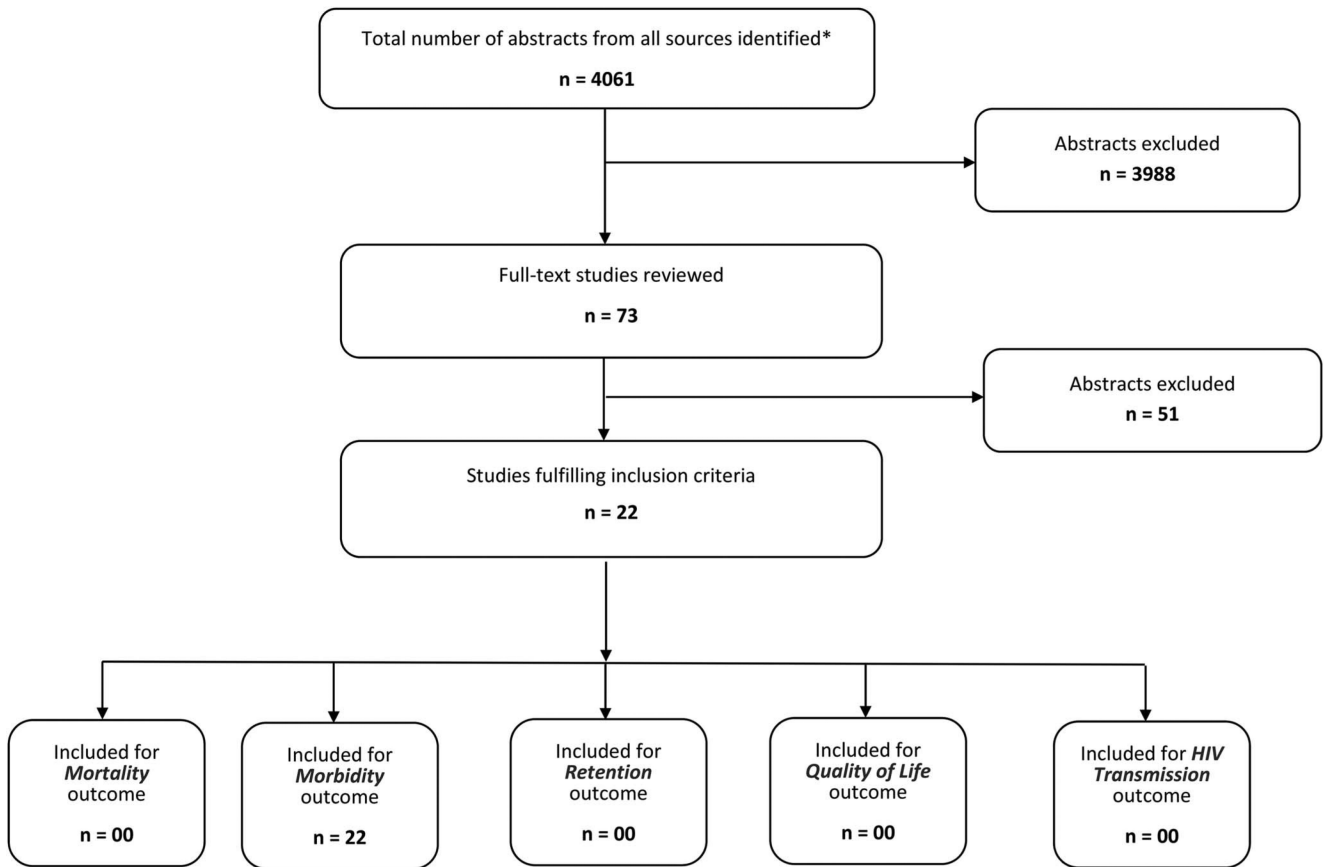 Total number of abstracts from all sources identified*
n = 4061
Abstracts excluded
n = 3988
Full-text studies reviewed
n = 73
Abstracts excluded
n = 51
Studies fulfilling inclusion criteria
n = 22
Included for
Mortality
outcome
n = 00
Included for
Morbidity
outcome
n = 22
Included for
Retention
outcome
n = 00
Included for
Quality of Life
outcome
n = 00
Included for HIV
Transmission
outcome
n = 00